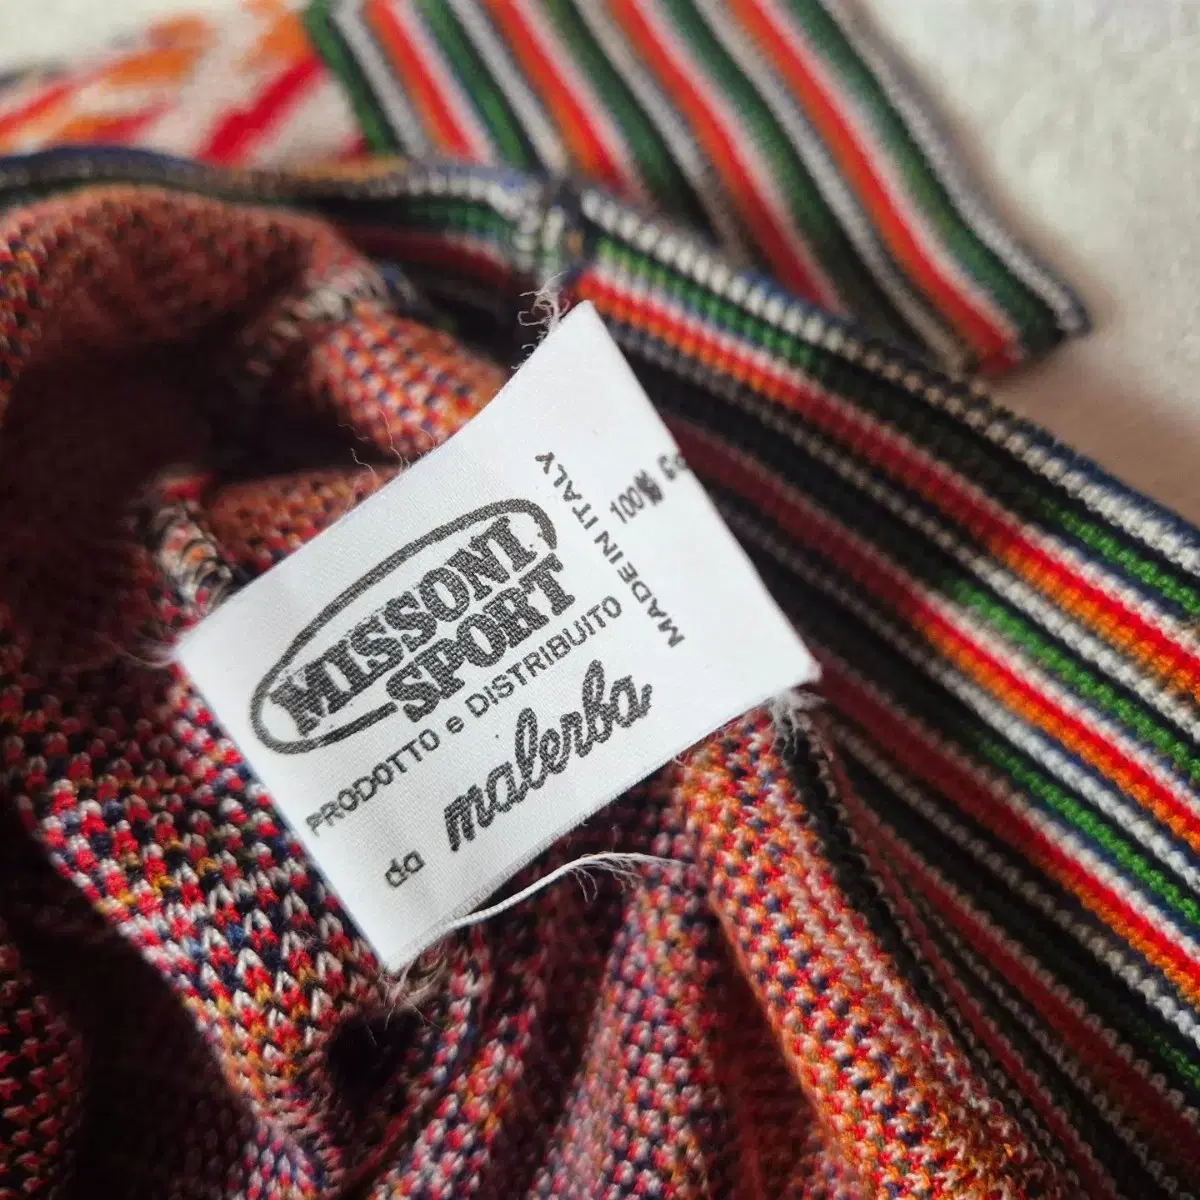 MISSONI
SPORT
PRODOTTO e DISTRIBUITO
da malerba
MADE IN ITALY
100%